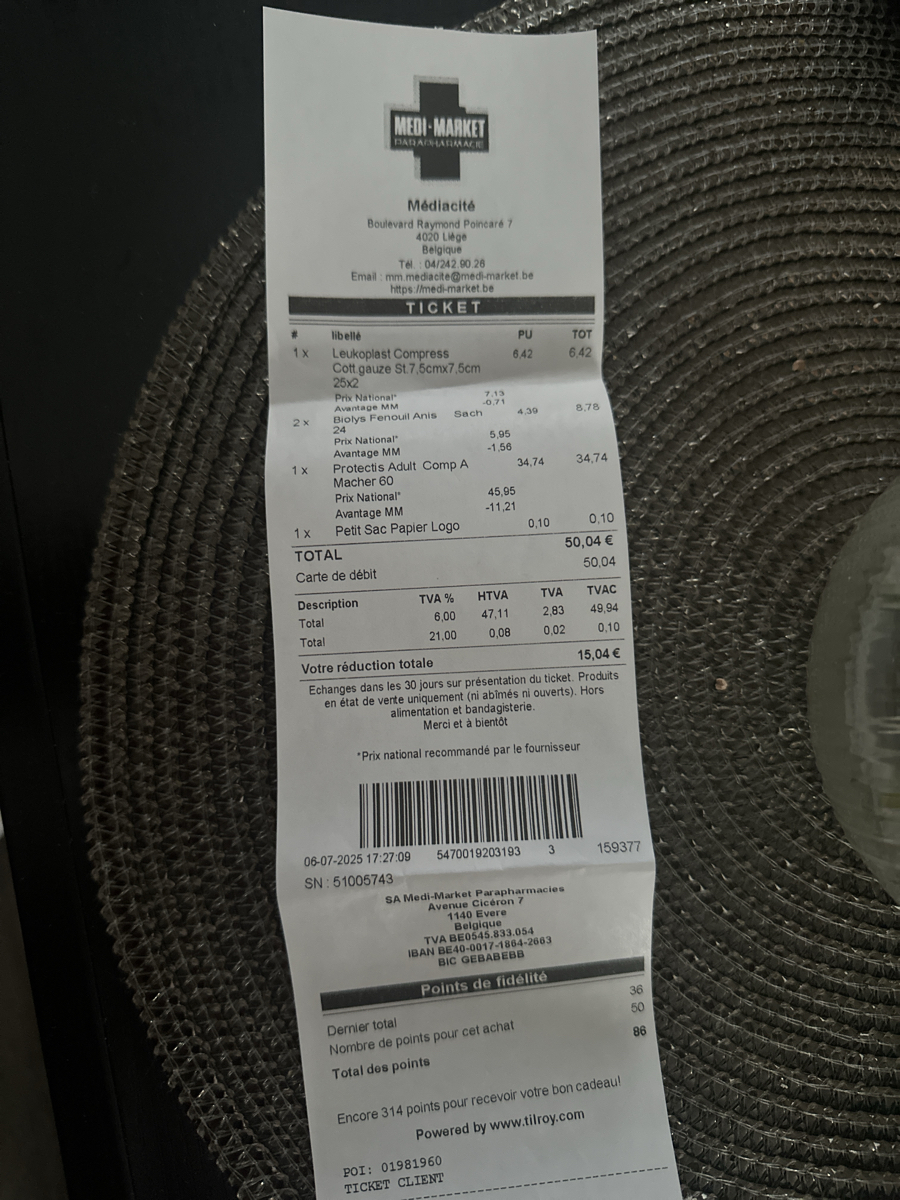 MEDI-MARKET
PARAPHARMACIE
Médiacité
Boulevard Raymond Poincaré 7
4020 Liège
Belgique
Tél. : 04/242.90.26
Email : mm.mediacite@medi-market.be
https://medi-market.be
TICKET
# libellé PU TOT
1 x Leukoplast Compress 6,42 6,42
Cott.gauze St.7,5cmx7,5cm
25x2
Prix National* 7,13
Avantage MM -0,71
2 x Biolys Fenouil Anis Sach 4,39 8,78
24
Prix National* 5,95
Avantage MM -1,56
1 x Protectis Adult Comp A 34,74 34,74
Macher 60
Prix National* 45,95
Avantage MM -11,21
1 x Petit Sac Papier Logo 0,10 0,10
TOTAL 50,04 €
Carte de débit 50,04
Description TVA % HTVA TVA TVAC
Total 6,00 47,11 2,83 49,94
Total 21,00 0,08 0,02 0,10
Votre réduction totale 15,04 €
Echanges dans les 30 jours sur présentation du ticket. Produits
en état de vente uniquement (ni abîmés ni ouverts). Hors
alimentation et bandagisterie.
Merci et à bientôt
*Prix national recommandé par le fournisseur
06-07-2025 17:27:09 5470019203193 3 159377
SN : 51005743
SA Medi-Market Parapharmacies
Avenue Cicéron 7
1140 Evere
Belgique
TVA BE0545.833.054
IBAN BE40-0017-1864-2663
BIC GEBABEBB
Points de fidélité
Dernier total 36
Nombre de points pour cet achat 50
Total des points 86
Encore 314 points pour recevoir votre bon cadeau!
Powered by www.tilroy.com
POI: 01981960
TICKET CLIENT